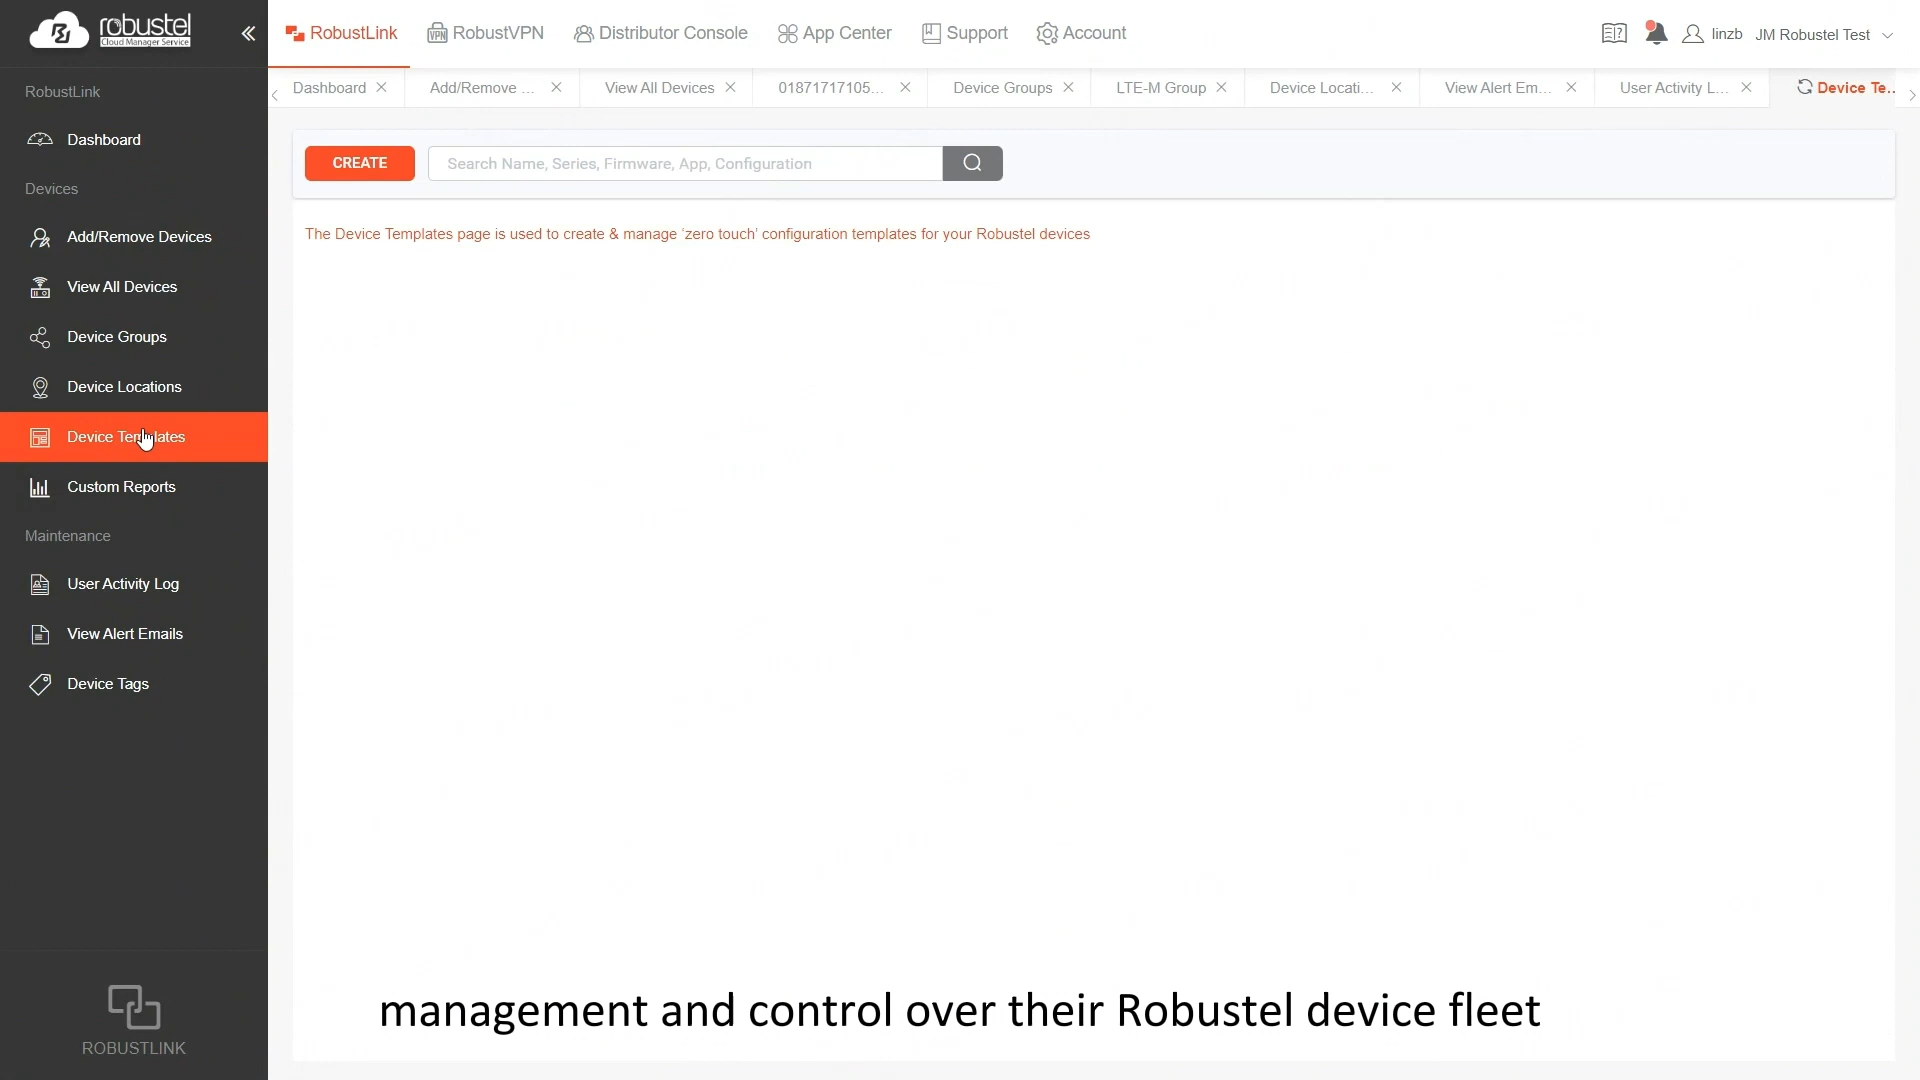 robustel
Cloud Manager Service
RobustLink
RobustVPN
Distributor Console
App Center
Support
Account
linzb
JM Robustel Test
Dashboard
Add/Remove ...
View All Devices
01871717105...
Device Groups
LTE-M Group
Device Locati...
View Alert Em...
User Activity L...
Device Te...
RobustLink
Dashboard
Devices
Add/Remove Devices
View All Devices
Device Groups
Device Locations
Device Templates
Custom Reports
Maintenance
User Activity Log
View Alert Emails
Device Tags
ROBUSTLINK
CREATE
Search Name, Series, Firmware, App, Configuration
The Device Templates page is used to create & manage 'zero touch' configuration templates for your Robustel devices
management and control over their Robustel device fleet